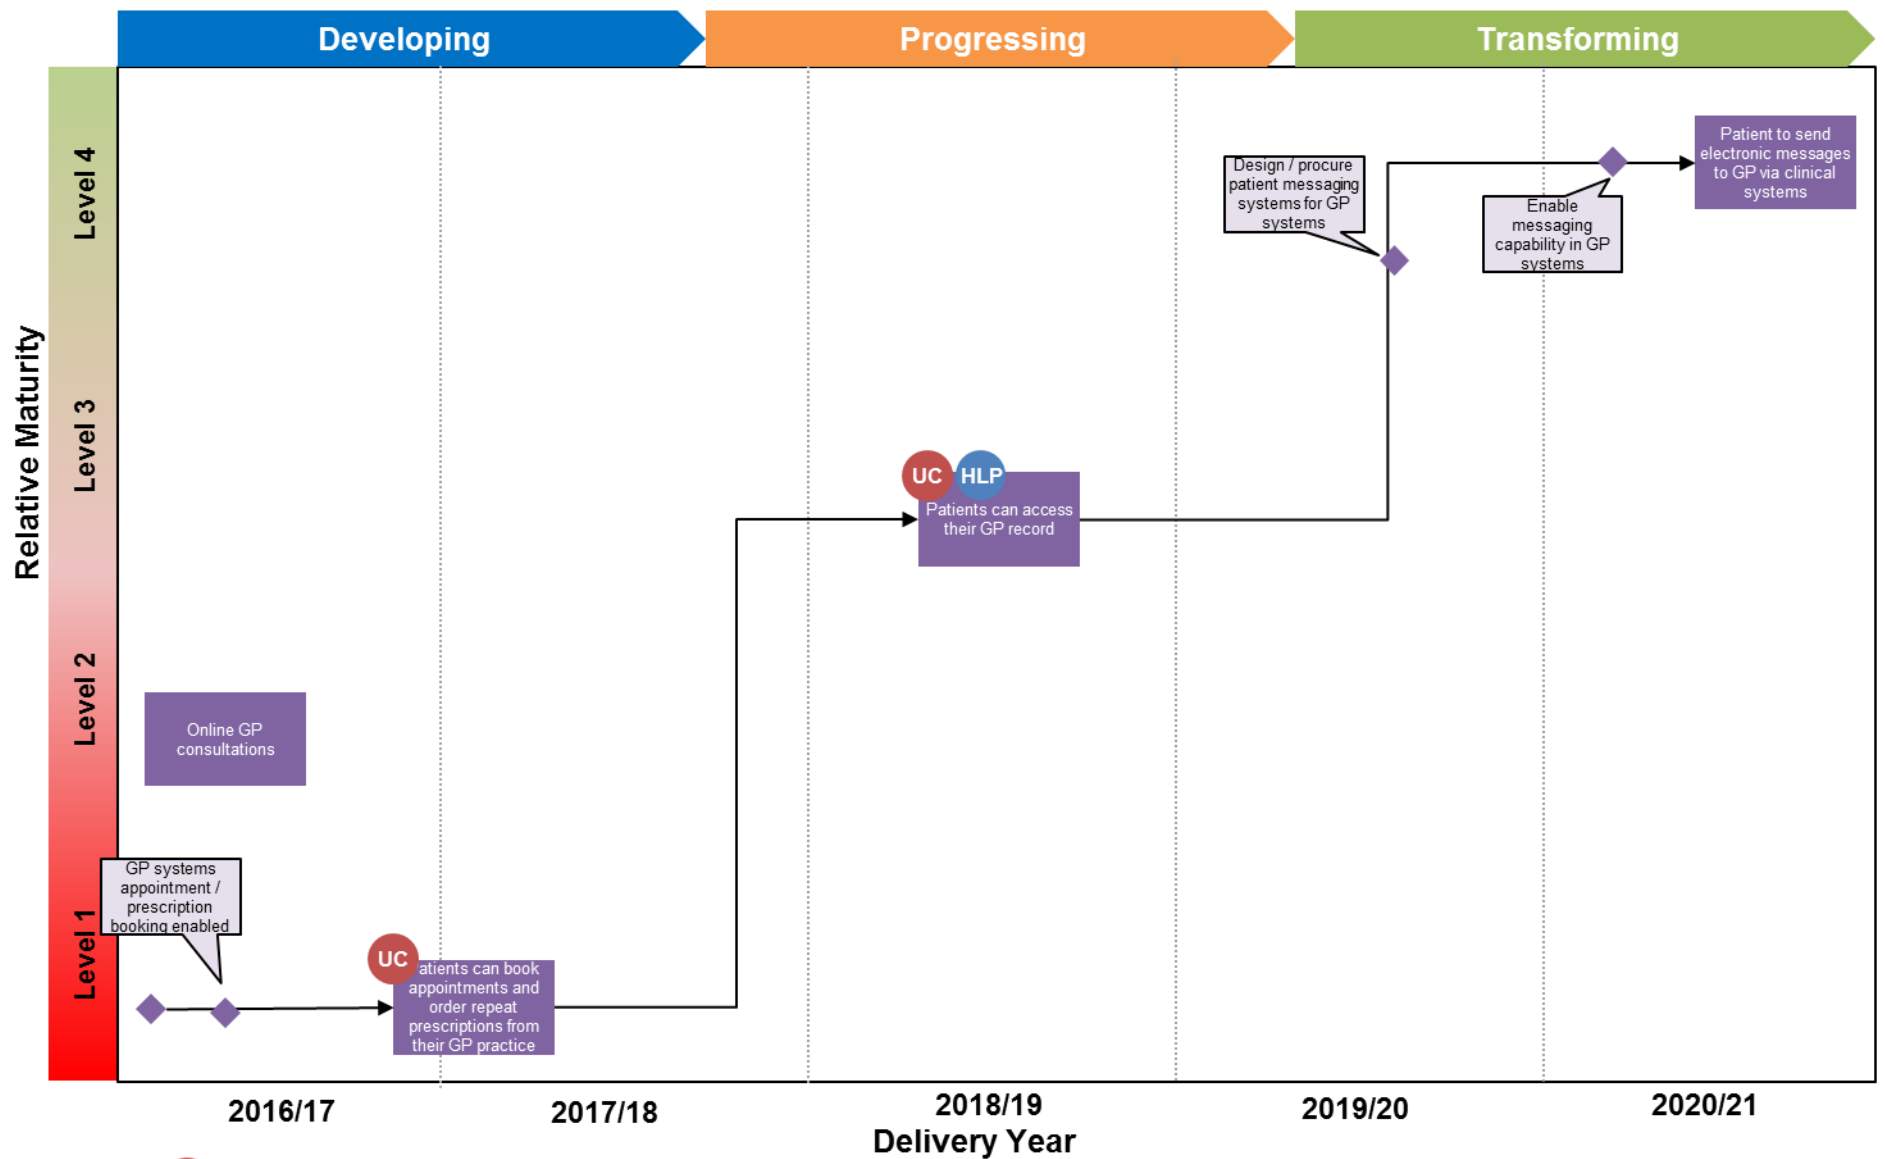 Developing
Progressing
Transforming
Relative Maturity
Level 4
Level 3
Level 2
Level 1
Patient to send
electronic messages
to GP via clinical
systems
Design / procure
patient messaging
systems for GP
systems
Enable
messaging
capability in GP
systems
UC
HLP
Patients can access
their GP record
Online GP
consultations
GP systems
appointment /
prescription
booking enabled
UC
atients can book
appointments and
order repeat
prescriptions from
their GP practice
2016/17
2017/18
2018/19
2019/20
2020/21
Delivery Year